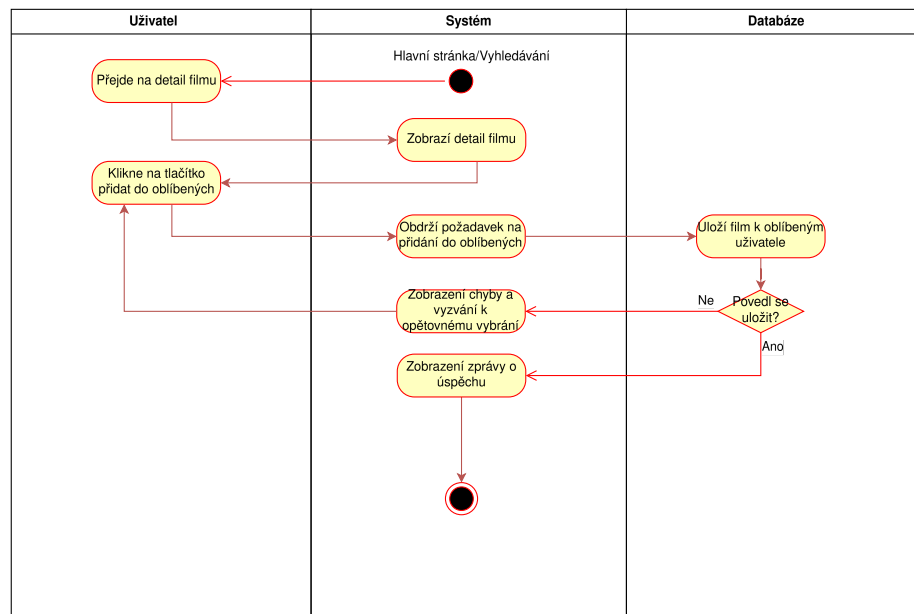 Uživatel
Systém
Databáze
Hlavní stránka/Vyhledávání
Přejde na detail filmu
Zobrazí detail filmu
Klikne na tlačítko
přidat do oblíbených
Obdrží požadavek na
přidání do oblíbených
Uloží film k oblíbeným
uživatele
Zobrazení chyby a
vyzvání k
opětovnému vybrání
Ne
Povedl se
uložit?
Ano
Zobrazení zprávy o
úspěchu